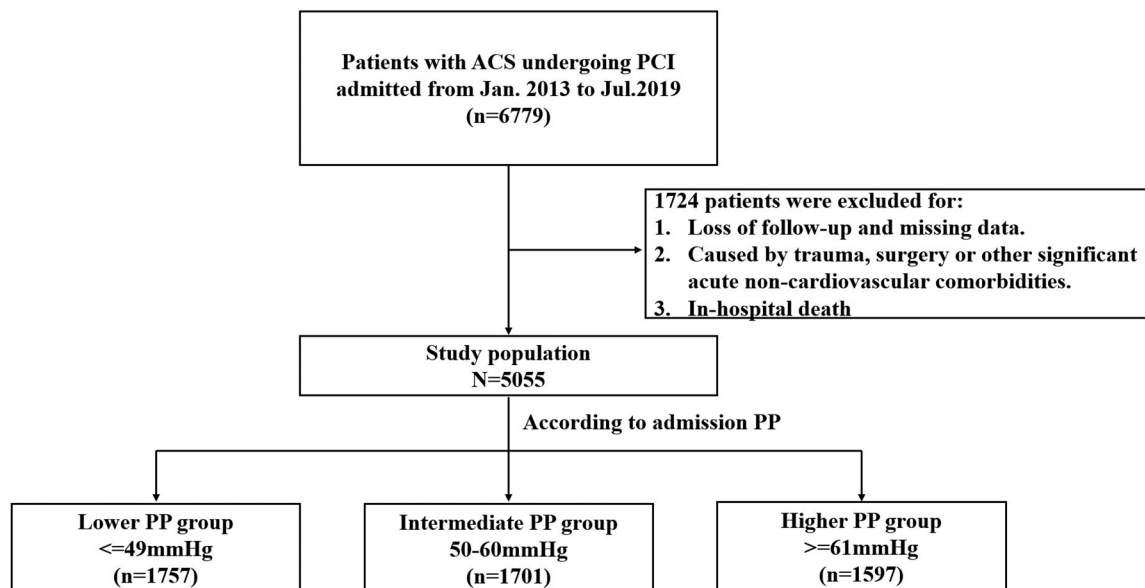 Patients with ACS undergoing PCI
admitted from Jan. 2013 to Jul.2019
(n=6779)
1724 patients were excluded for:
1. Loss of follow-up and missing data.
2. Caused by trauma, surgery or other significant
acute non-cardiovascular comorbidities.
3. In-hospital death
Study population
N=5055
According to admission PP
Lower PP group
<=49mmHg
(n=1757)
Intermediate PP group
50-60mmHg
(n=1701)
Higher PP group
>=61mmHg
(n=1597)